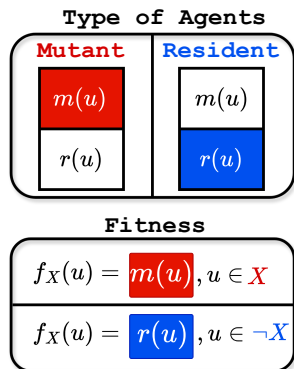 Type of Agents
Mutant Resident
m(u) m(u)
r(u) r(u)
Fitness
f_X(u) = m(u), u ∈ X
f_X(u) = r(u), u ∈ ¬X